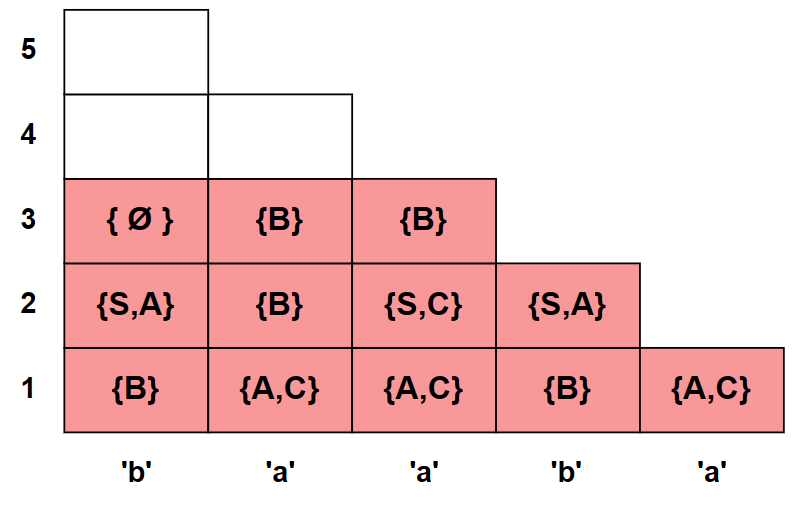 5
4
3 { Ø } {B} {B}
2 {S,A} {B} {S,C} {S,A}
1 {B} {A,C} {A,C} {B} {A,C}
'b' 'a' 'a' 'b' 'a'